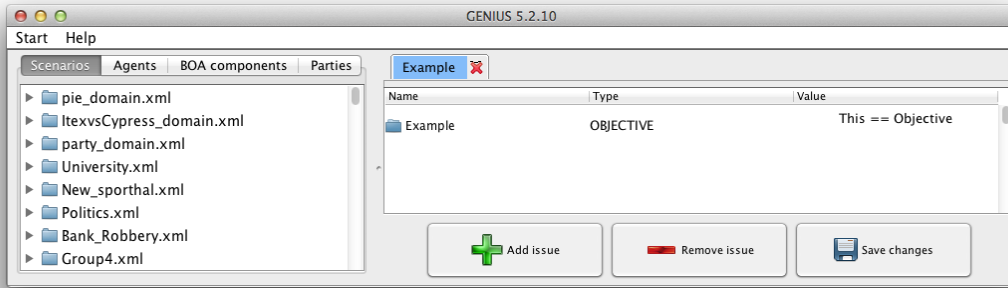 GENIUS 5.2.10
Start Help
Scenarios Agents BOA components Parties
pie_domain.xml
ItexvsCypress_domain.xml
party_domain.xml
University.xml
New_sporthal.xml
Politics.xml
Bank_Robbery.xml
Group4.xml
Example
Name Type Value
Example OBJECTIVE This == Objective
Add issue Remove issue Save changes